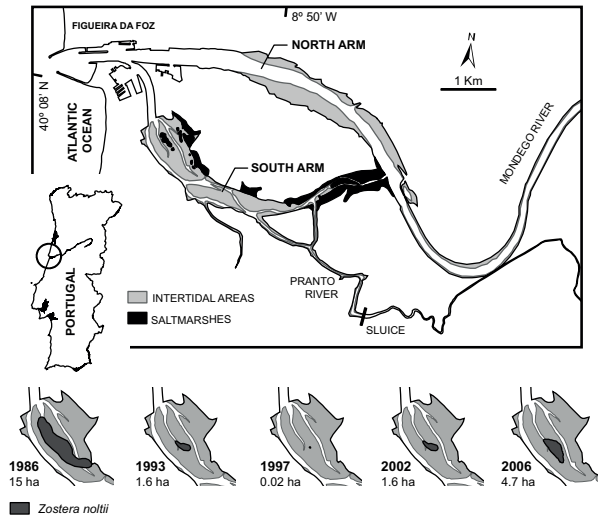 FIGUEIRA DA FOZ
8º 50' W
NORTH ARM
N
1 Km
40º 08' N
ATLANTIC
OCEAN
MONDEGO RIVER
SOUTH ARM
PRANTO
RIVER
PORTUGAL
INTERTIDAL AREAS
SALTMARSHES
SLUICE
1986
15 ha
1993
1.6 ha
1997
0.02 ha
2002
1.6 ha
2006
4.7 ha
Zostera noltii